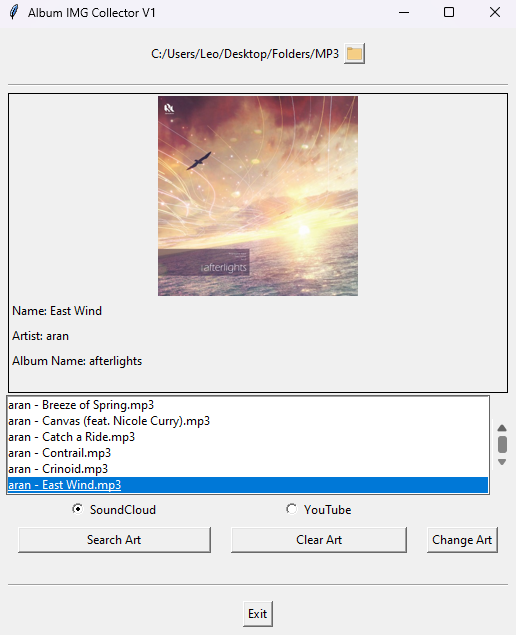 Album IMG Collector V1
C:/Users/Leo/Desktop/Folders/MP3
afterlights
Name: East Wind
Artist: aran
Album Name: afterlights
aran - Breeze of Spring.mp3
aran - Canvas (feat. Nicole Curry).mp3
aran - Catch a Ride.mp3
aran - Contrail.mp3
aran - Crinoid.mp3
aran - East Wind.mp3
SoundCloud YouTube
Search Art Clear Art Change Art
Exit